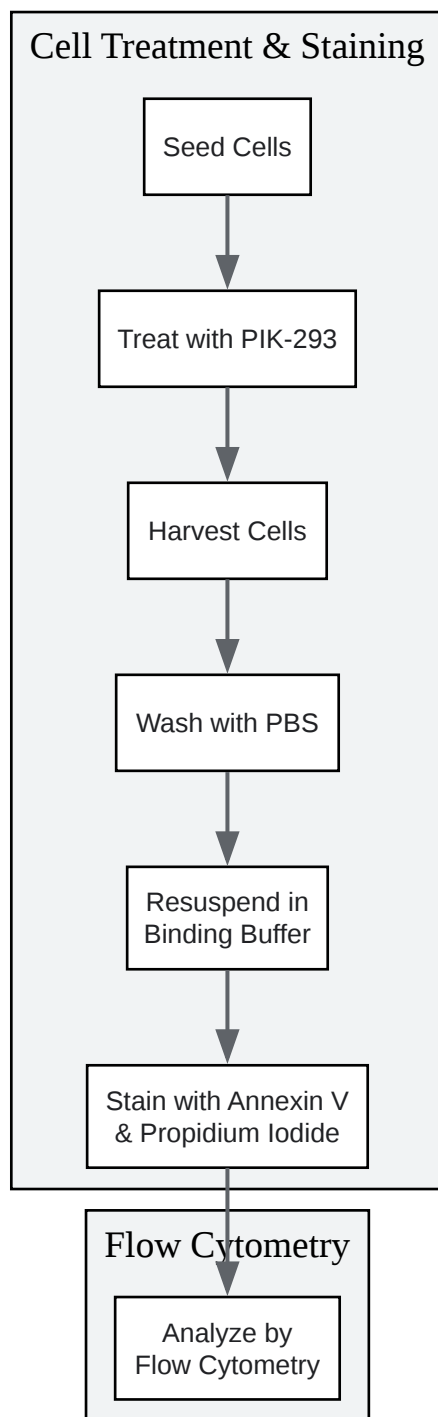 Cell Treatment & Staining
Seed Cells
Treat with PIK-293
Harvest Cells
Wash with PBS
Resuspend in
Binding Buffer
Stain with Annexin V
& Propidium Iodide
Flow Cytometry
Analyze by
Flow Cytometry